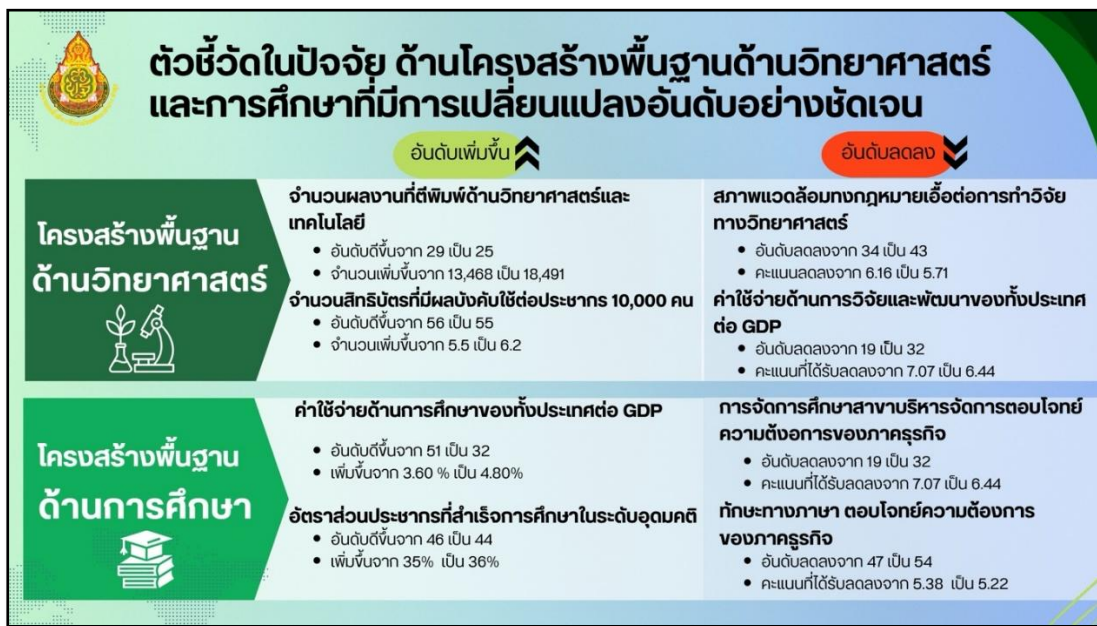 ตัวชี้วัดในปัจจัย ด้านโครงสร้างพื้นฐานด้านวิทยาศาสตร์
และการศึกษาที่มีการเปลี่ยนแปลงอันดับอย่างชัดเจน
อันดับเพิ่มขึ้น
อันดับลดลง
โครงสร้างพื้นฐาน
ด้านวิทยาศาสตร์
จำนวนผลงานที่ตีพิมพ์ด้านวิทยาศาสตร์และ
เทคโนโลยี
• อันดับดีขึ้นจาก 29 เป็น 25
• จำนวนเพิ่มขึ้นจาก 13,468 เป็น 18,491
จำนวนสิทธิบัตรที่มีผลบังคับใช้ต่อประชากร 10,000 คน
• อันดับดีขึ้นจาก 56 เป็น 55
• จำนวนเพิ่มขึ้นจาก 5.5 เป็น 6.2
สภาพแวดล้อมทงกฎหมายเอื้อต่อการทำวิจัย
ทางวิทยาศาสตร์
• อันดับลดลงจาก 34 เป็น 43
• คะแนนลดลงจาก 6.16 เป็น 5.71
ค่าใช้จ่ายด้านการวิจัยและพัฒนาของทั้งประเทศ
ต่อ GDP
• อันดับลดลงจาก 19 เป็น 32
• คะแนนที่ได้รับลดลงจาก 7.07 เป็น 6.44
โครงสร้างพื้นฐาน
ด้านการศึกษา
ค่าใช้จ่ายด้านการศึกษาของทั้งประเทศต่อ GDP
• อันดับดีขึ้นจาก 51 เป็น 32
• เพิ่มขึ้นจาก 3.60 % เป็น 4.80%
อัตราส่วนประชากรที่สำเร็จการศึกษาในระดับอุดมคติ
• อันดับดีขึ้นจาก 46 เป็น 44
• เพิ่มขึ้นจาก 35% เป็น 36%
การจัดการศึกษาสาขาบริหารจัดการตอบโจทย์
ความต้งอการของภาคธุรกิจ
• อันดับลดลงจาก 19 เป็น 32
• คะแนนที่ได้รับลดลงจาก 7.07 เป็น 6.44
ทักษะทางภาษา ตอบโจทย์ความต้องการ
ของภาคธุรกิจ
• อันดับลดลงจาก 47 เป็น 54
• คะแนนที่ได้รับลดลงจาก 5.38 เป็น 5.22